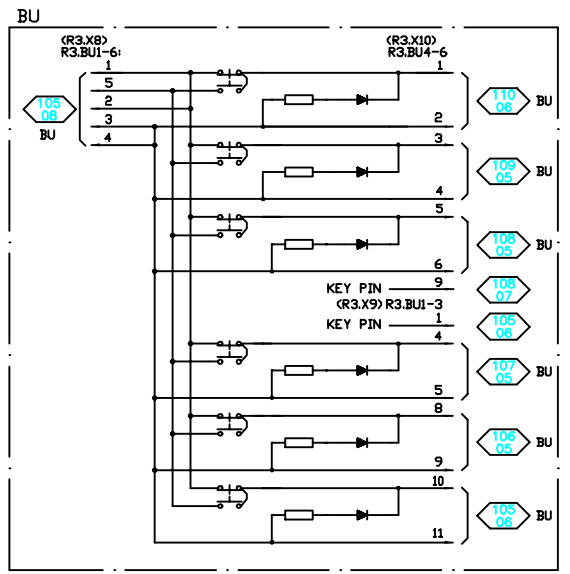 BU
(R3.X8)
R3.BU1-6:
(R3.X10)
R3.BU4-6
1
1
5
2
105
08
110
06
BU
3
2
BU
4
3
109
05
BU
4
5
108
05
BU
6
KEY PIN
9
108
07
(R3.X9) R3.BU1-3
KEY PIN
1
105
06
4
107
05
BU
5
8
106
05
BU
9
10
105
06
BU
11